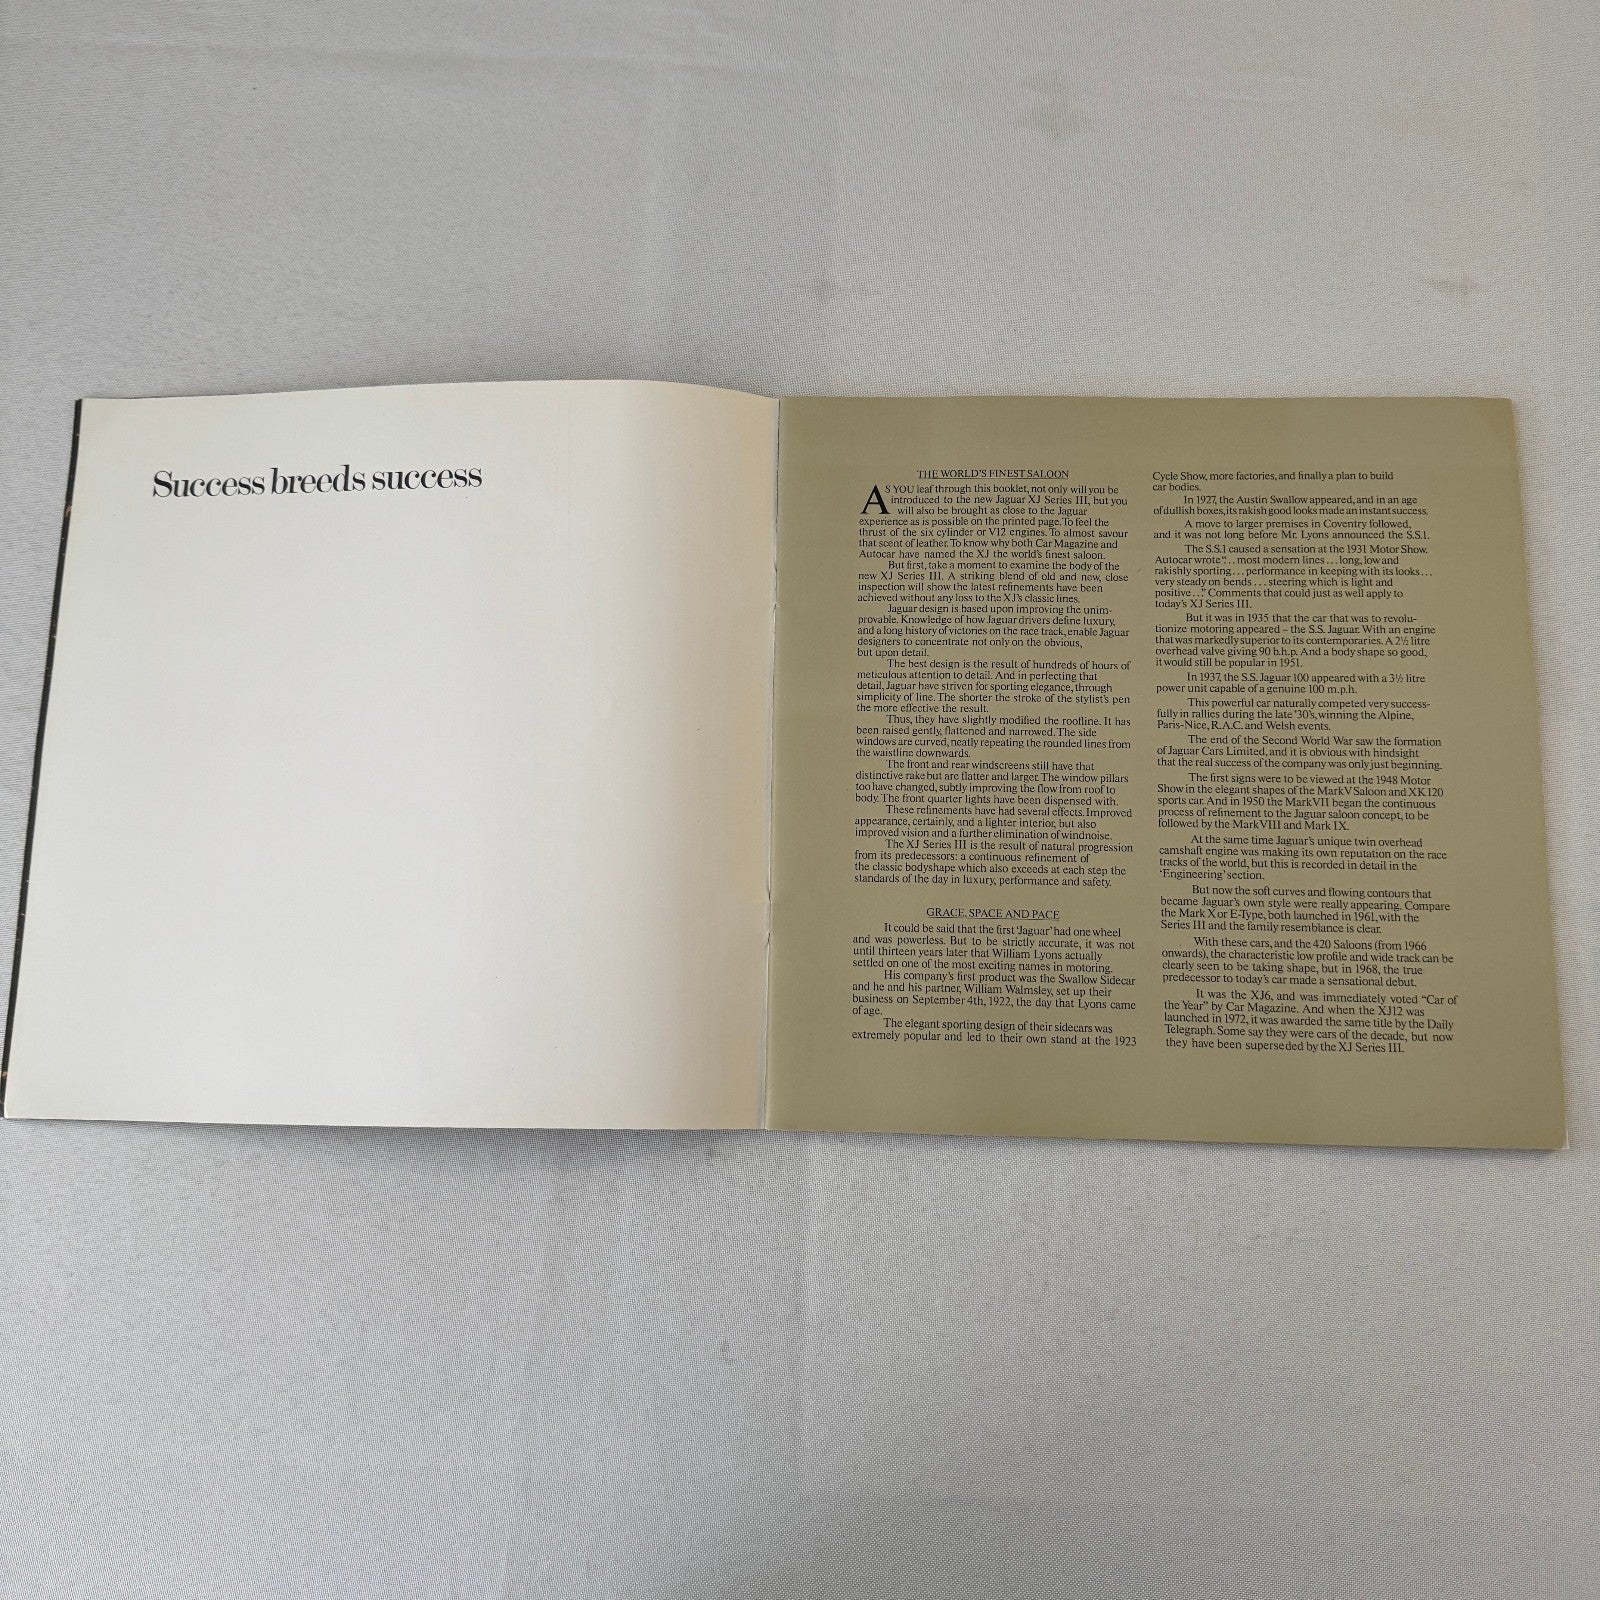 Success breeds success
THE WORLD'S FINEST SALOON
AS YOU leaf through this booklet, not only will you be
introduced to the new Jaguar XJ Series III, but you
will also be brought as close to the Jaguar
experience as is possible on the printed page. To feel the
thrust of the six cylinder or V12 engines. To almost savour
that scent of leather. To know why both Car Magazine and
Autocar have named the XJ the world's finest saloon.
But first, take a moment to examine the body of the
new XJ Series III. A striking blend of old and new, close
inspection will show the latest refinements have been
achieved without any loss to the XJ's classic lines.
Jaguar design is based upon improving the unim-
provable. Knowledge of how Jaguar drivers define luxury,
and a long history of victories on the race track, enable Jaguar
designers to concentrate not only on the obvious,
but upon detail.
The best design is the result of hundreds of hours of
meticulous attention to detail. And in perfecting that
detail, Jaguar have striven for sporting elegance, through
simplicity of line. The shorter the stroke of the stylist's pen
the more effective the result.
Thus, they have slightly modified the roofline. It has
been raised gently, flattened and narrowed. The side
windows are curved, neatly repeating the rounded lines from
the waistline downwards.
The front and rear windscreens still have that
distinctive rake but are flatter and larger. The window pillars
too have changed, subtly improving the flow from roof to
body. The front quarter lights have been dispensed with.
These refinements have had several effects. Improved
appearance, certainly, and a lighter interior, but also
improved vision and a further elimination of windnoise.
The XJ Series III is the result of natural progression
from its predecessors: a continuous refinement of
the classic bodyshape which also exceeds at each step the
standards of the day in luxury, performance and safety.
GRACE, SPACE AND PACE
It could be said that the first 'Jaguar' had one wheel
and was powerless. But to be strictly accurate, it was not
until thirteen years later that William Lyons actually
settled on one of the most exciting names in motoring.
His company's first product was the Swallow Sidecar
and he and his partner, William Walmsley, set up their
business on September 4th, 1922, the day that Lyons came
of age.
The elegant sporting design of their sidecars was
extremely popular and led to their own stand at the 1923
Cycle Show, more factories, and finally a plan to build
car bodies.
In 1927, the Austin Swallow appeared, and in an age
of dullish boxes, its rakish good looks made an instant success.
A move to larger premises in Coventry followed,
and it was not long before Mr. Lyons announced the S.S.1.
The S.S.1 caused a sensation at the 1931 Motor Show.
Autocar wrote "... most modern lines ... long, low and
rakishly sporting ... performance in keeping with its looks ...
very steady on bends ... steering which is light and
positive ..." Comments that could just as well apply to
today's XJ Series III.
But it was in 1935 that the car that was to revolu-
tionize motoring appeared – the S.S. Jaguar. With an engine
that was markedly superior to its contemporaries. A 2½ litre
overhead valve giving 90 b.h.p. And a body shape so good,
it would still be popular in 1951.
In 1937, the S.S. Jaguar 100 appeared with a 3½ litre
power unit capable of a genuine 100 m.p.h.
This powerful car naturally competed very success-
fully in rallies during the late '30's, winning the Alpine,
Paris-Nice, R.A.C. and Welsh events.
The end of the Second World War saw the formation
of Jaguar Cars Limited, and it is obvious with hindsight
that the real success of the company was only just beginning.
The first signs were to be viewed at the 1948 Motor
Show in the elegant shapes of the Mark V Saloon and XK 120
sports car. And in 1950 the Mark VII began the continuous
process of refinement to the Jaguar saloon concept, to be
followed by the Mark VIII and Mark IX.
At the same time Jaguar's unique twin overhead
camshaft engine was making its own reputation on the race
tracks of the world, but this is recorded in detail in the
'Engineering' section.
But now the soft curves and flowing contours that
became Jaguar's own style were really appearing. Compare
the Mark X or E-Type, both launched in 1961, with the
Series III and the family resemblance is clear.
With these cars, and the 420 Saloons (from 1966
onwards), the characteristic low profile and wide track can be
clearly seen to be taking shape, but in 1968, the true
predecessor to today's car made a sensational debut.
It was the XJ6, and was immediately voted "Car of
the Year" by Car Magazine. And when the XJ12 was
launched in 1972, it was awarded the same title by the Daily
Telegraph. Some say they were cars of the decade, but now
they have been superseded by the XJ Series III.